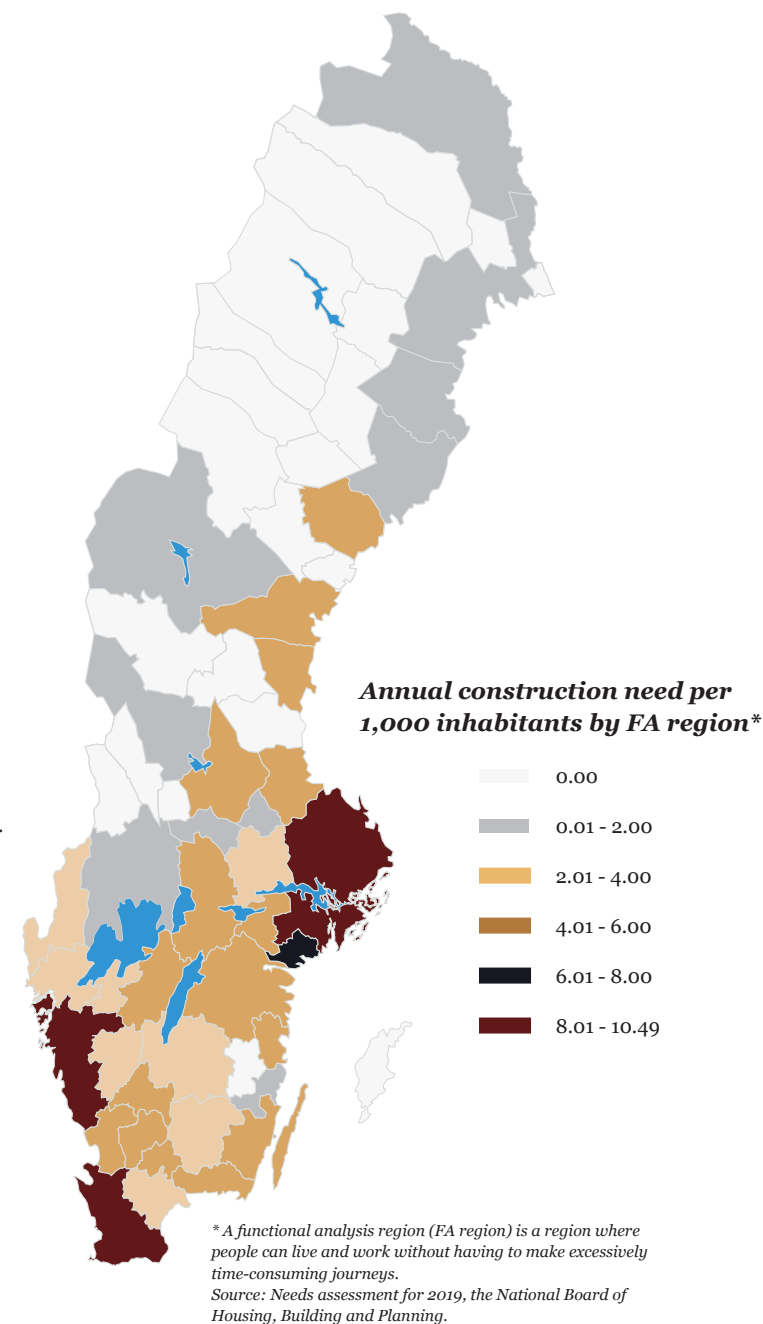 Annual construction need per
1,000 inhabitants by FA region*
0.00
0.01 - 2.00
2.01 - 4.00
4.01 - 6.00
6.01 - 8.00
8.01 - 10.49
* A functional analysis region (FA region) is a region where
people can live and work without having to make excessively
time-consuming journeys.
Source: Needs assessment for 2019, the National Board of
Housing, Building and Planning.